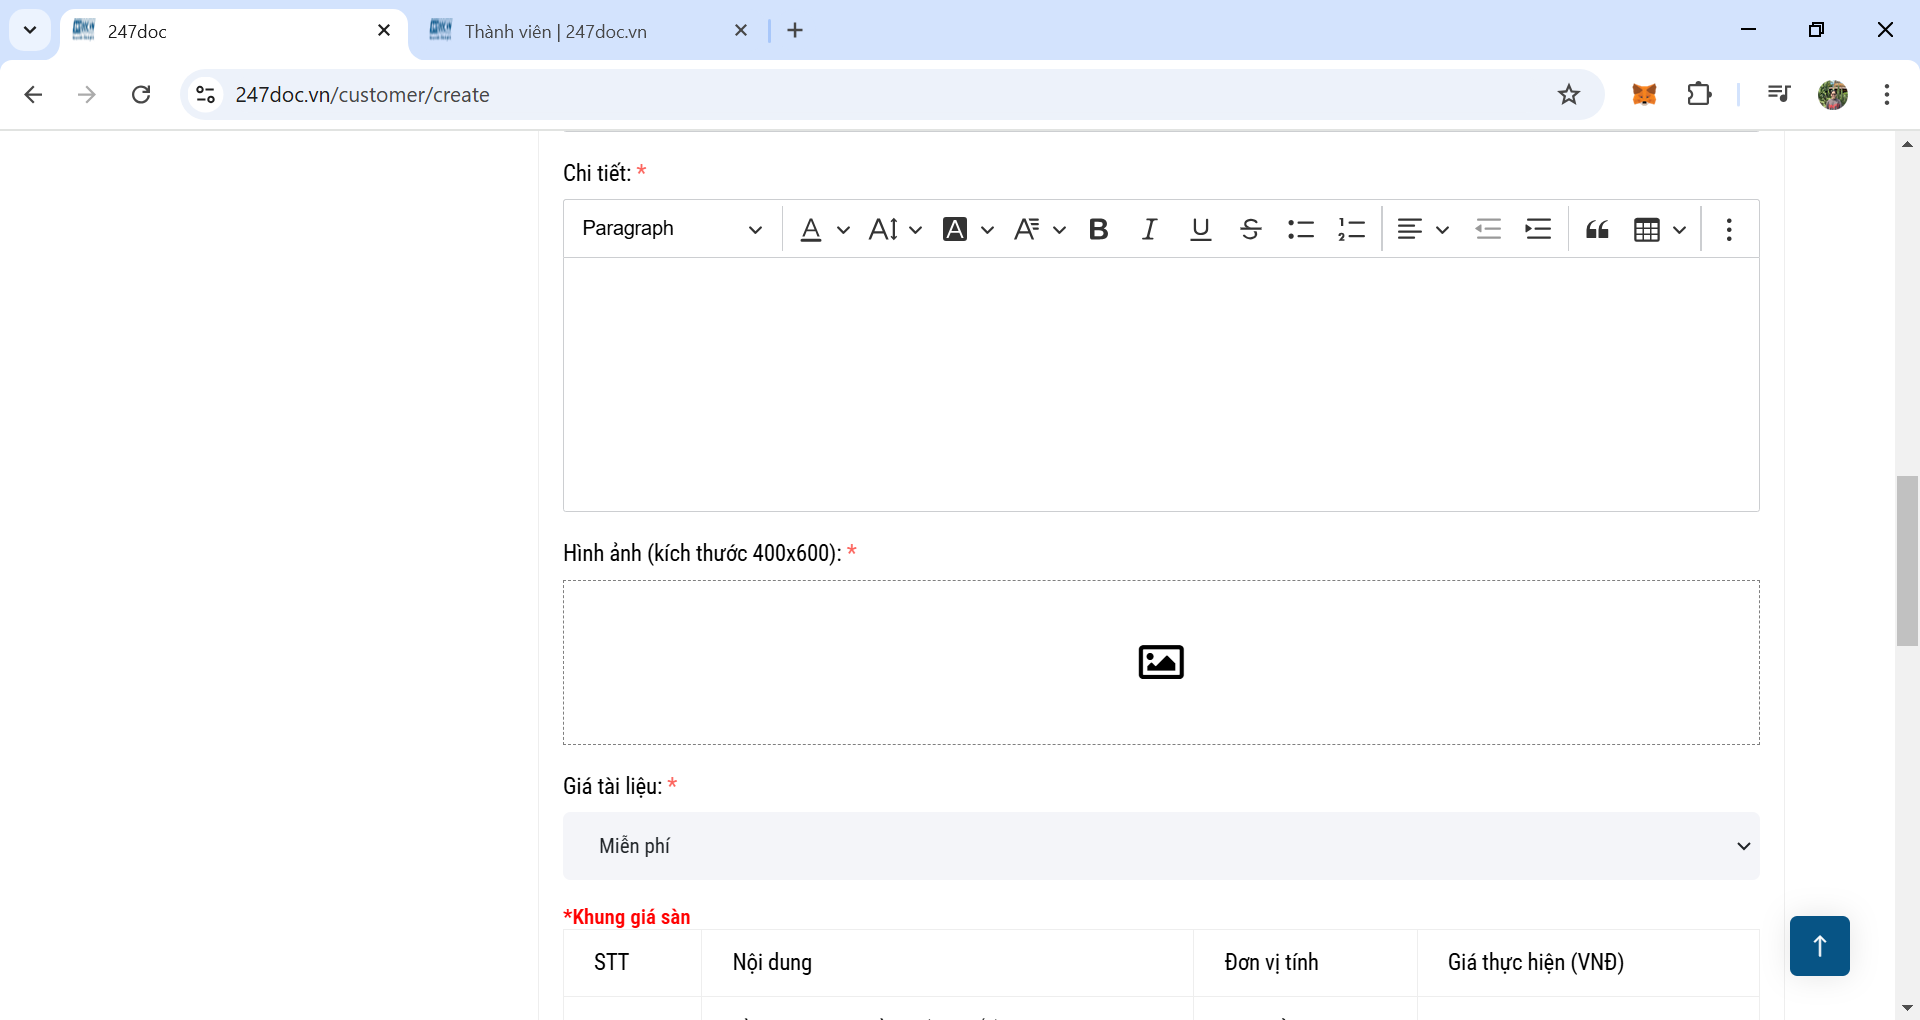 247doc
Thành viên | 247doc.vn
247doc.vn/customer/create
Chi tiết: *
Paragraph
Hình ảnh (kích thước 400x600): *
Giá tài liệu: *
Miễn phí
*Khung giá sàn
STT Nội dung Đơn vị tính Giá thực hiện (VNĐ)